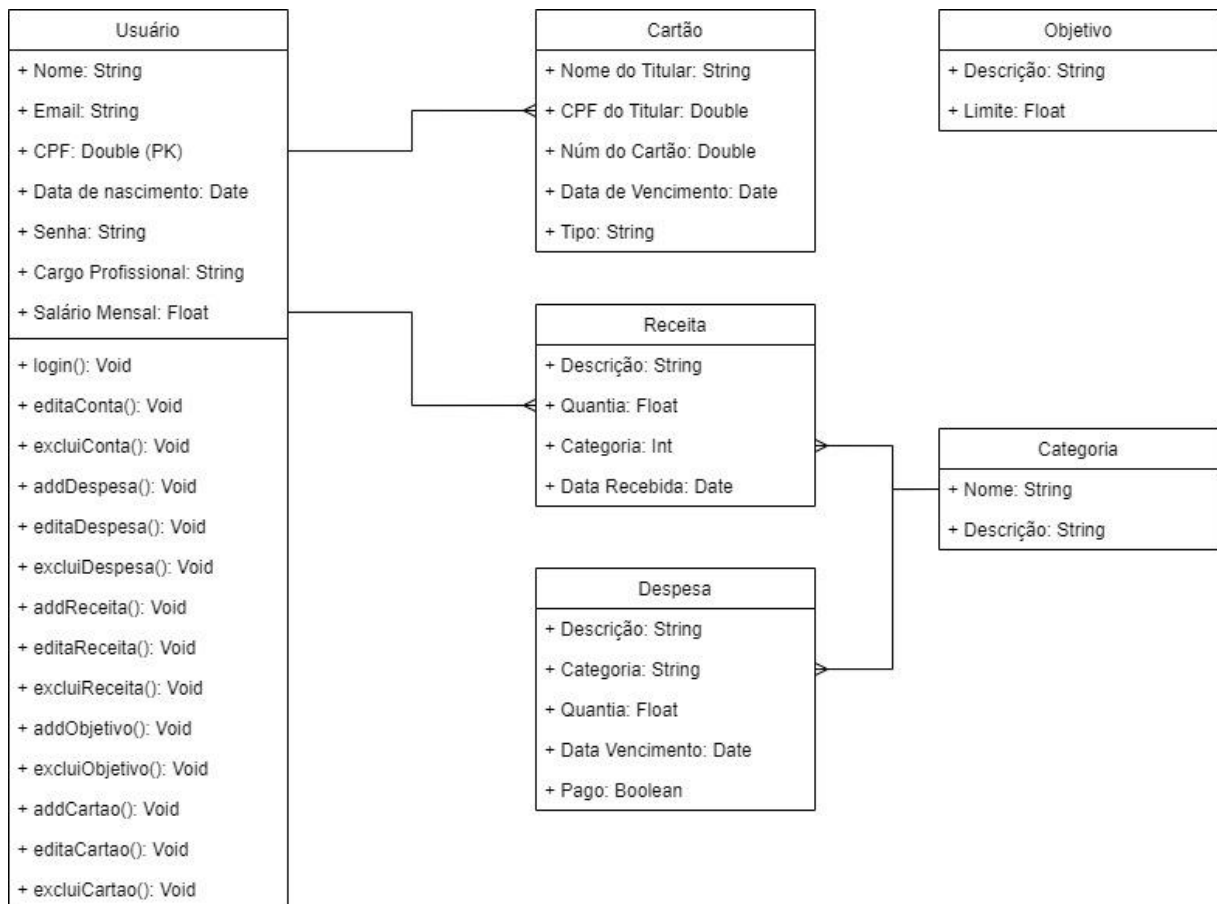 Usuário
+ Nome: String
+ Email: String
+ CPF: Double (PK)
+ Data de nascimento: Date
+ Senha: String
+ Cargo Profissional: String
+ Salário Mensal: Float
+ login(): Void
+ editaConta(): Void
+ excluiConta(): Void
+ addDespesa(): Void
+ editaDespesa(): Void
+ excluiDespesa(): Void
+ addReceita(): Void
+ editaReceita(): Void
+ excluiReceita(): Void
+ addObjetivo(): Void
+ excluiObjetivo(): Void
+ addCartao(): Void
+ editaCartao(): Void
+ excluiCartao(): Void
Cartão
+ Nome do Titular: String
+ CPF do Titular: Double
+ Núm do Cartão: Double
+ Data de Vencimento: Date
+ Tipo: String
Receita
+ Descrição: String
+ Quantia: Float
+ Categoria: Int
+ Data Recebida: Date
Despesa
+ Descrição: String
+ Categoria: String
+ Quantia: Float
+ Data Vencimento: Date
+ Pago: Boolean
Objetivo
+ Descrição: String
+ Limite: Float
Categoria
+ Nome: String
+ Descrição: String